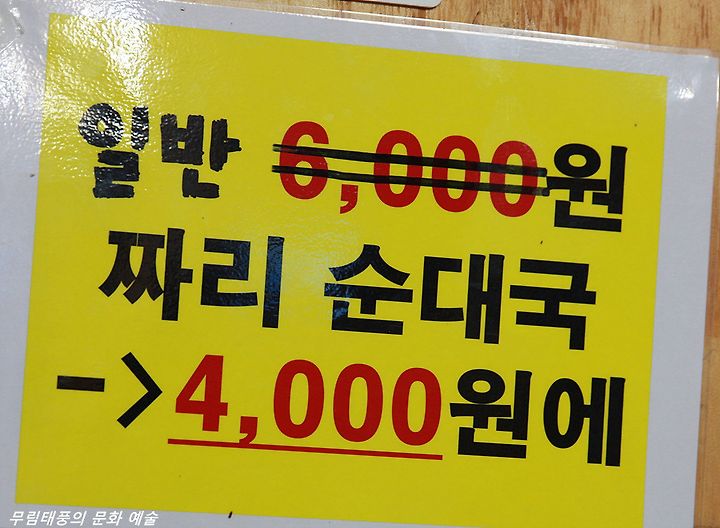 일반 6,000원
짜리 순대국
->4,000원에
무림태풍의 문화 예술